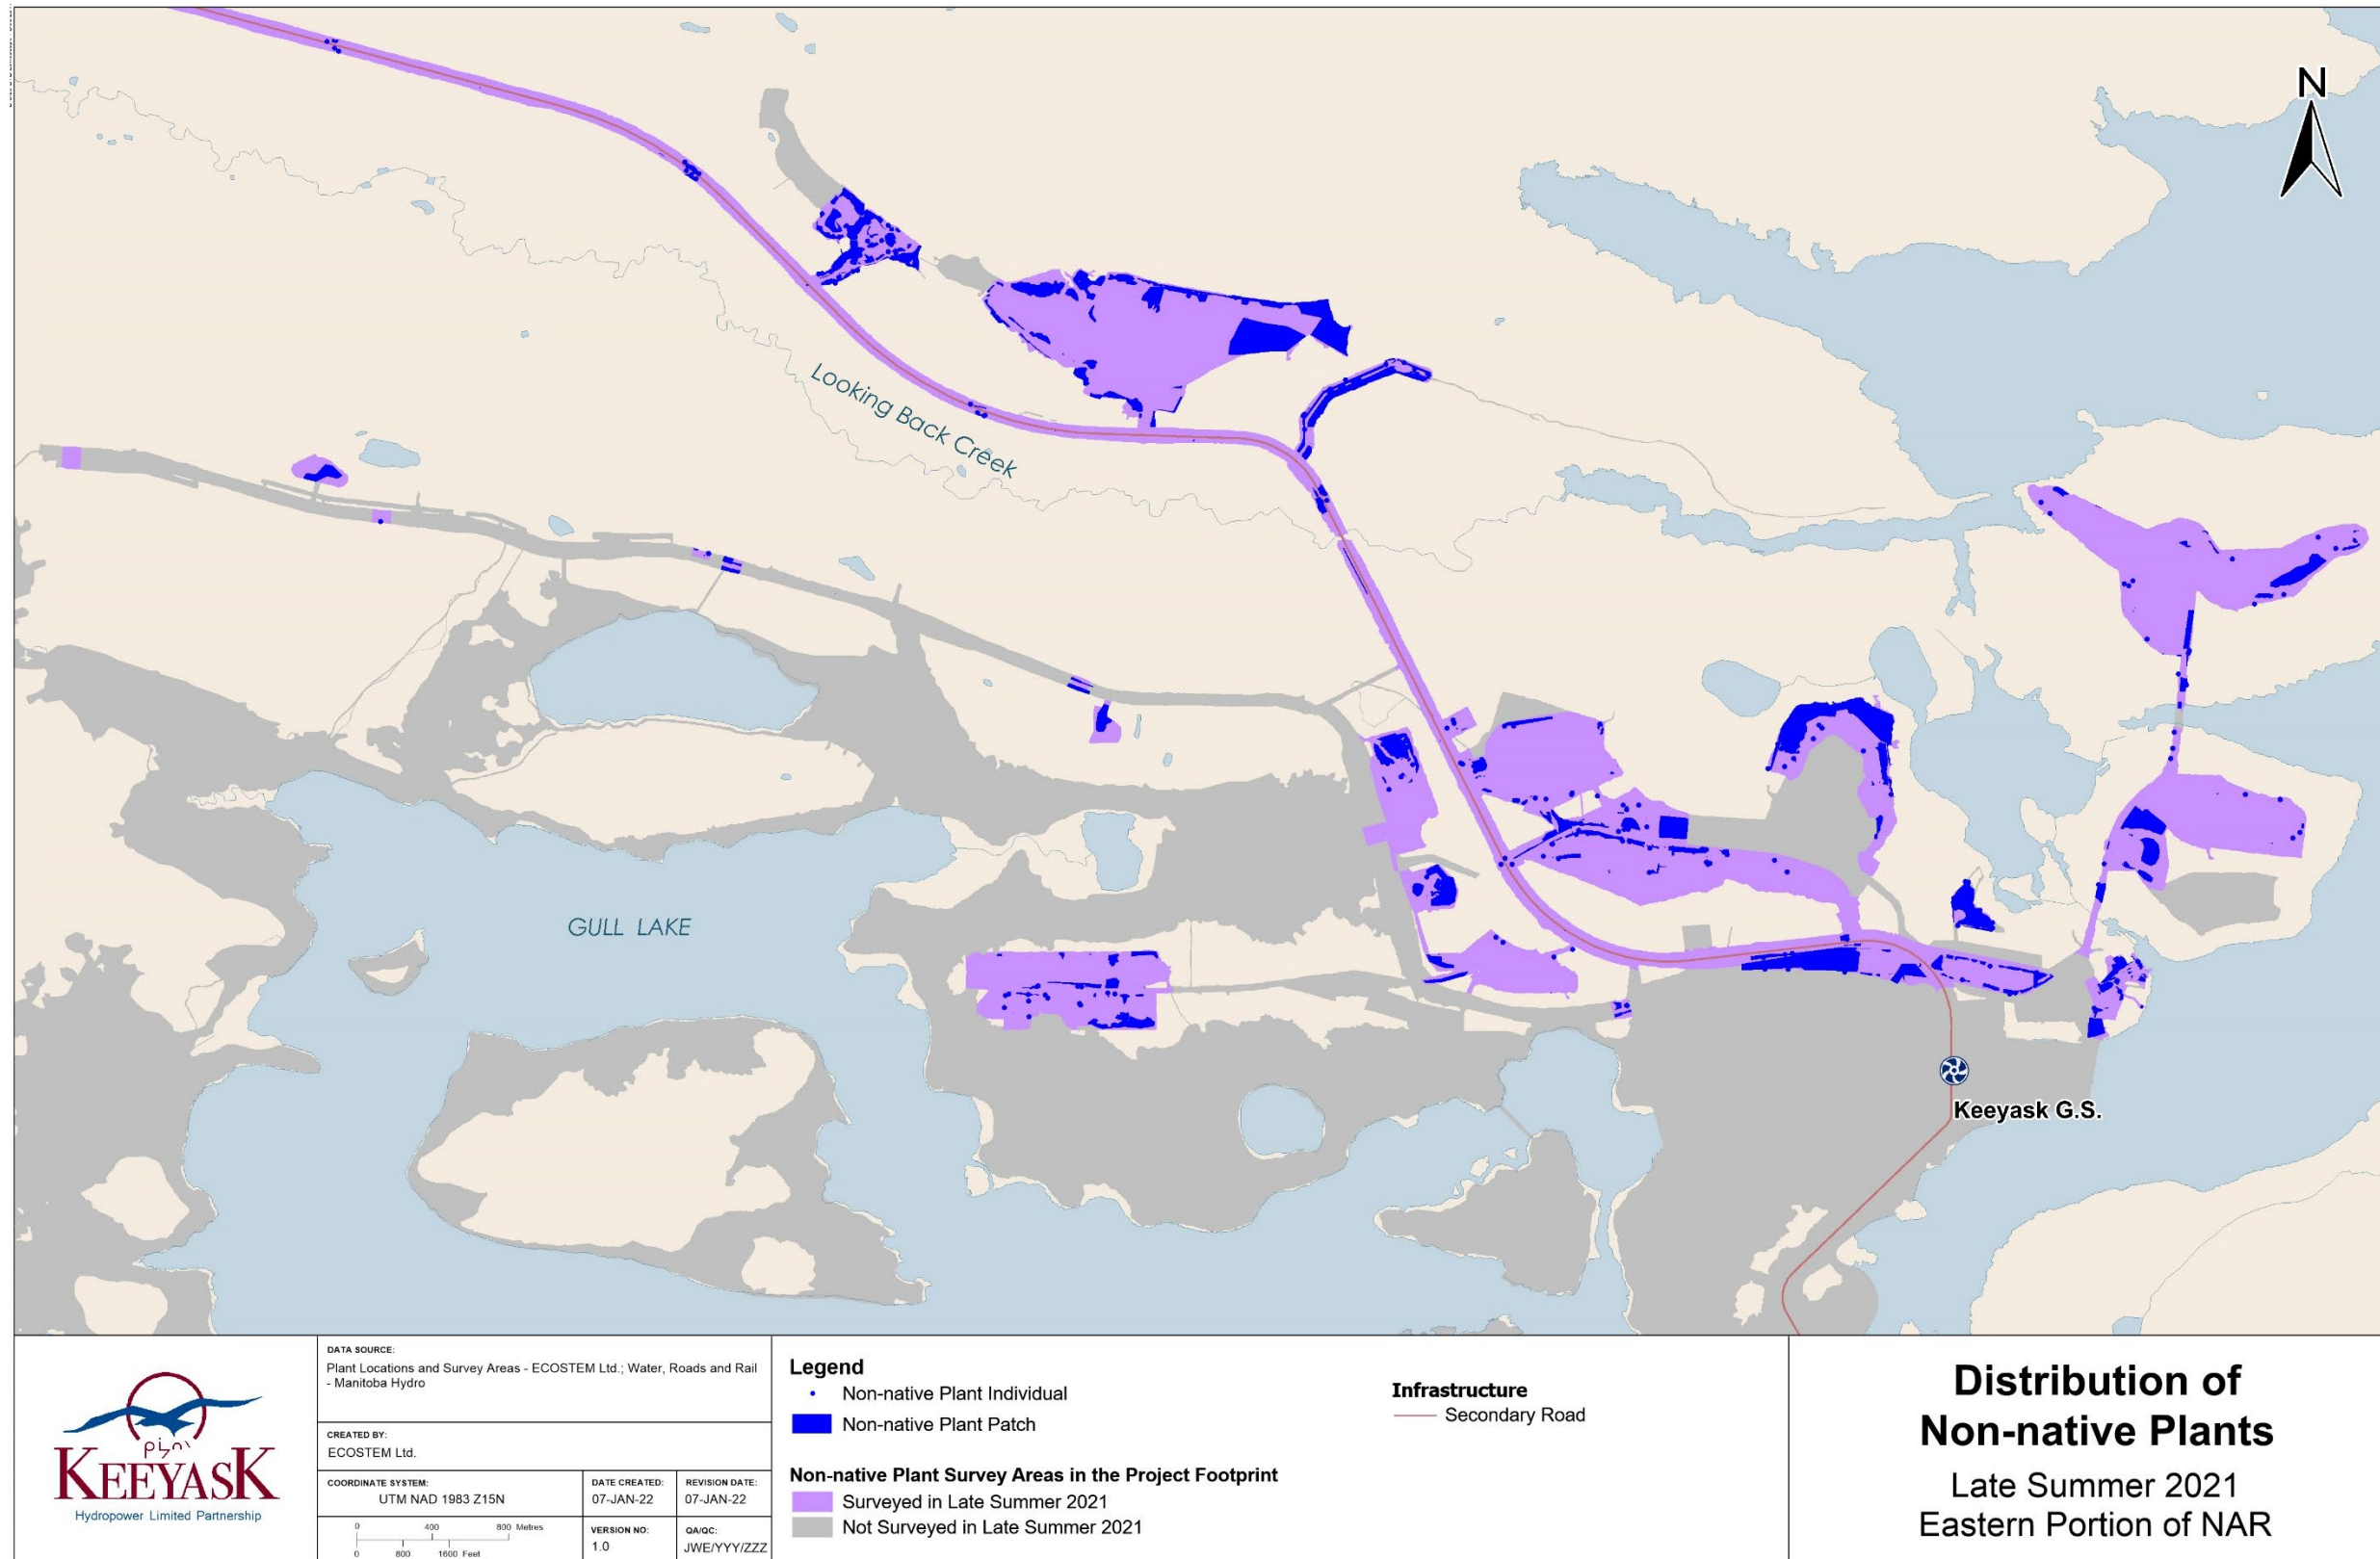 N
Looking Back Creek
GULL LAKE
Keeyask G.S.
KEEYASK
Hydropower Limited Partnership
DATA SOURCE:
Plant Locations and Survey Areas - ECOSTEM Ltd.; Water, Roads and Rail
- Manitoba Hydro
CREATED BY:
ECOSTEM Ltd.
COORDINATE SYSTEM:
UTM NAD 1983 Z15N
DATE CREATED:
07-JAN-22
REVISION DATE:
07-JAN-22
0 400 800 Metres
0 800 1600 Feet
VERSION NO:
1.0
QA/QC:
JWE/YYY/ZZZ
Legend
Non-native Plant Individual
Non-native Plant Patch
Non-native Plant Survey Areas in the Project Footprint
Surveyed in Late Summer 2021
Not Surveyed in Late Summer 2021
Infrastructure
Secondary Road
Distribution of
Non-native Plants
Late Summer 2021
Eastern Portion of NAR